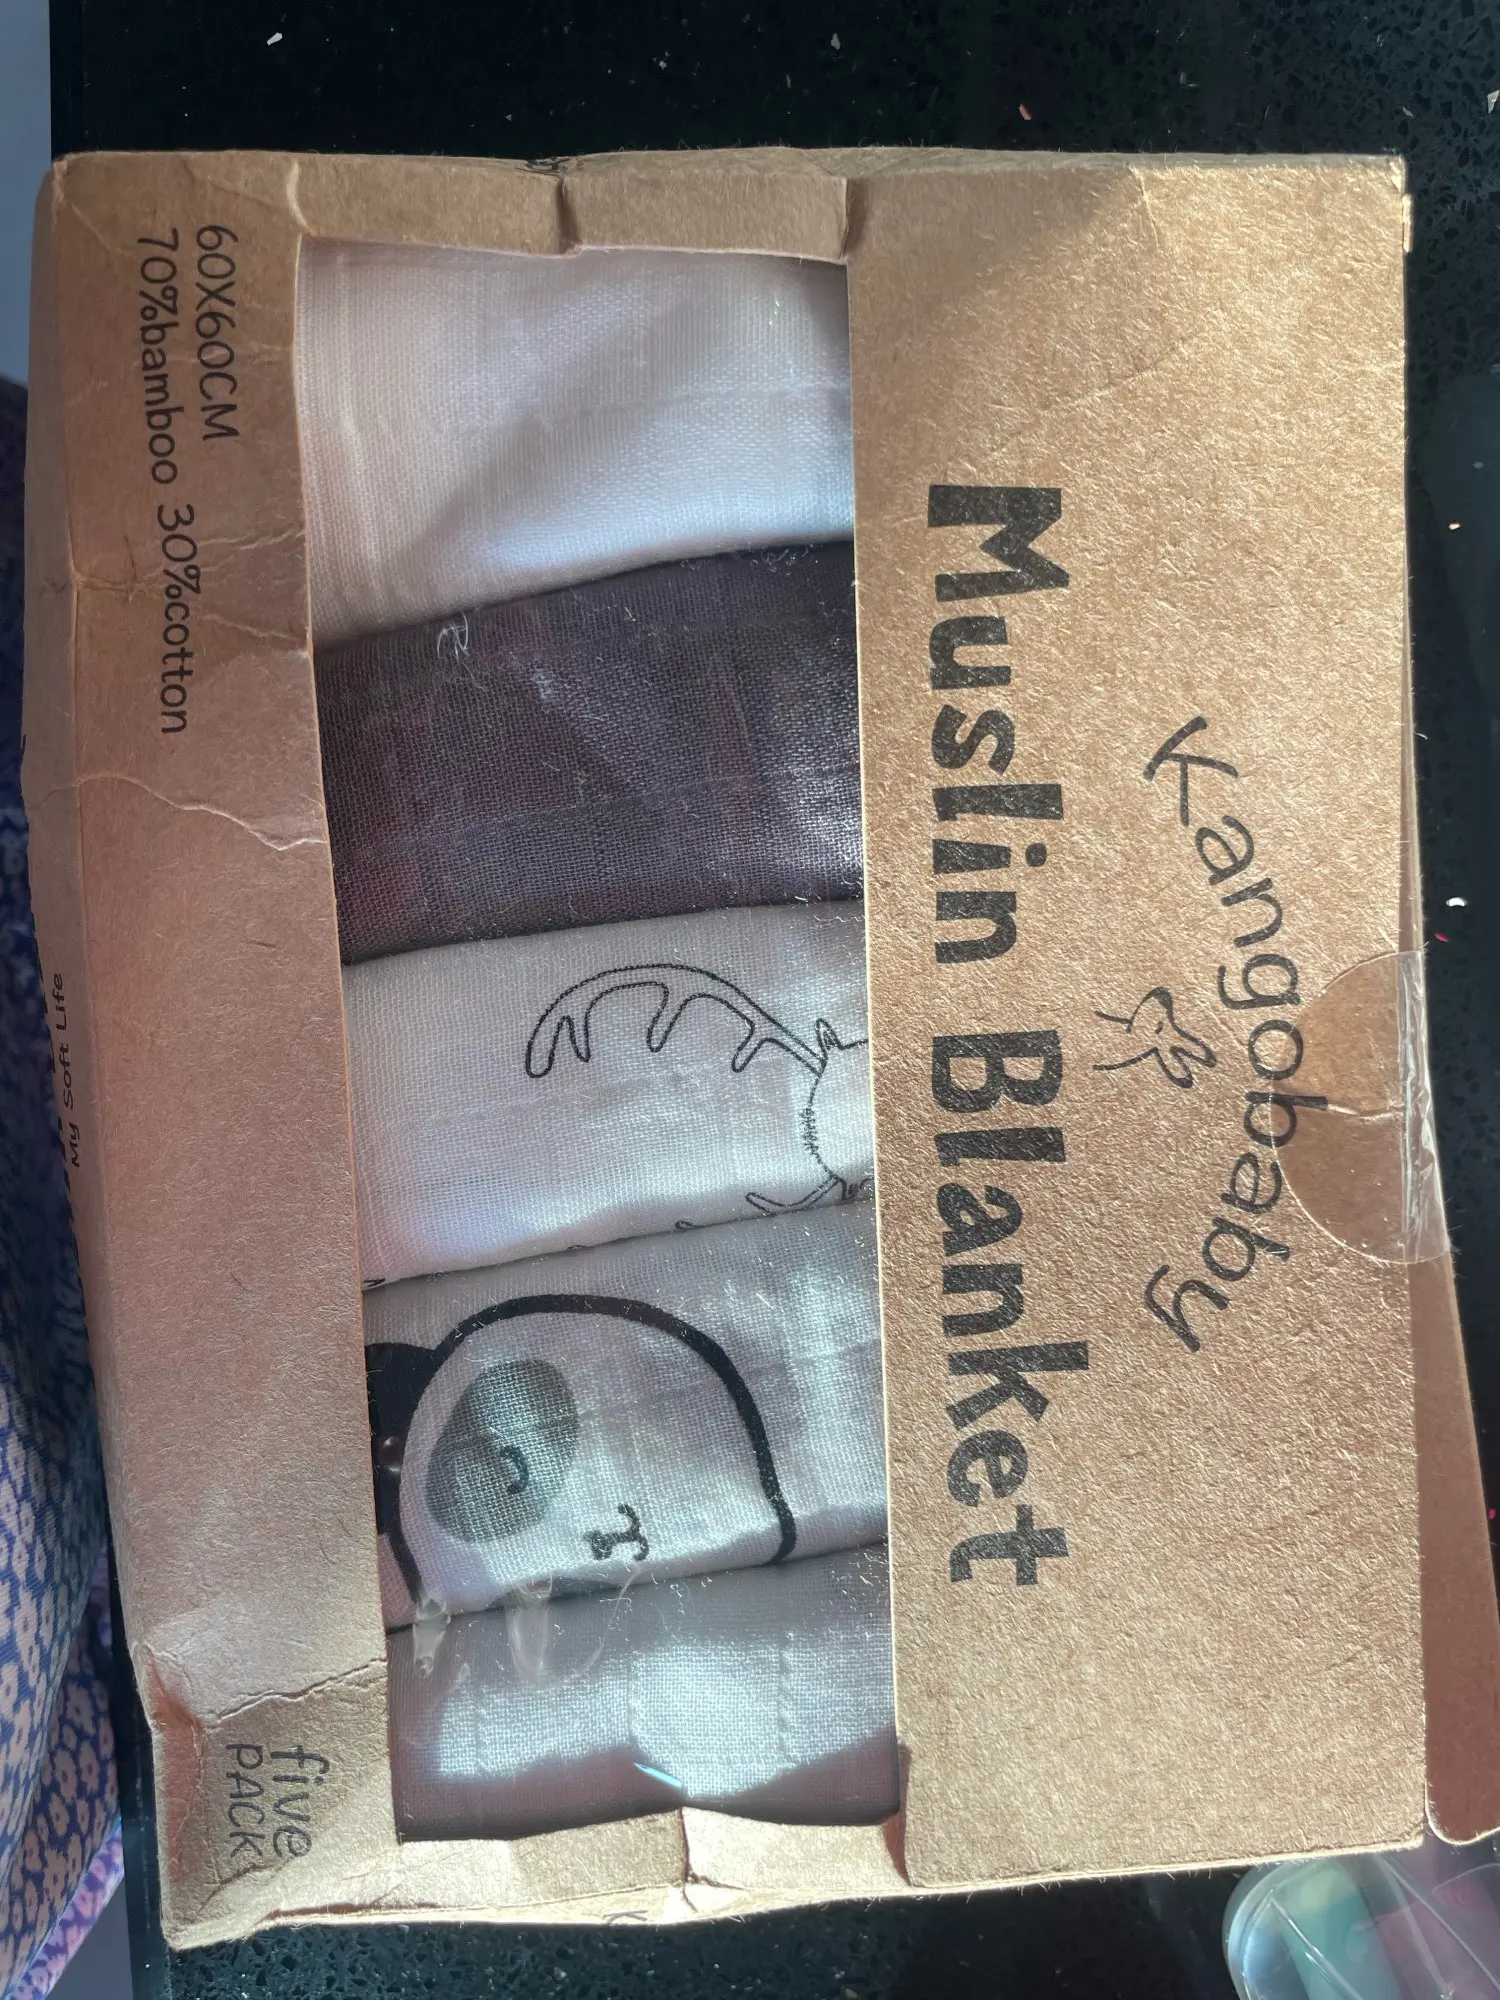 Kangobaby
Muslin Blanket
60X60CM
70%bamboo 30%cotton
five
PACK
My Soft Life